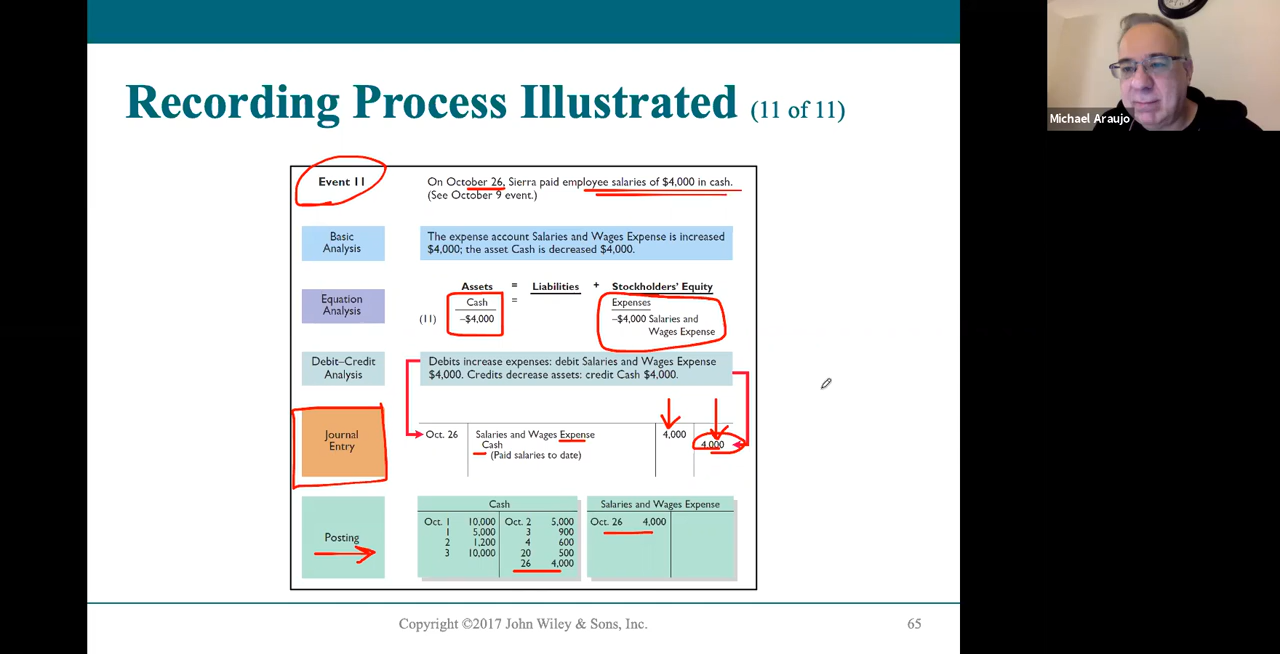 Recording Process Illustrated (11 of 11)
Michael Araujo
Event 11
On October 26, Sierra paid employee salaries of $4,000 in cash.
(See October 9 event.)
Basic
Analysis
The expense account Salaries and Wages Expense is increased
$4,000; the asset Cash is decreased $4,000.
Equation
Analysis
Assets = Liabilities + Stockholders' Equity
Cash = Expenses
(11) –$4,000 –$4,000 Salaries and
Wages Expense
Debit–Credit
Analysis
Debits increase expenses: debit Salaries and Wages Expense
$4,000. Credits decrease assets: credit Cash $4,000.
Journal
Entry
Oct. 26 Salaries and Wages Expense 4,000
Cash 4,000
(Paid salaries to date)
Posting
Cash
Oct. 1 10,000 Oct. 2 5,000
1 5,000 3 900
2 1,200 4 600
3 10,000 20 500
26 4,000
Salaries and Wages Expense
Oct. 26 4,000
Copyright ©2017 John Wiley & Sons, Inc.
65